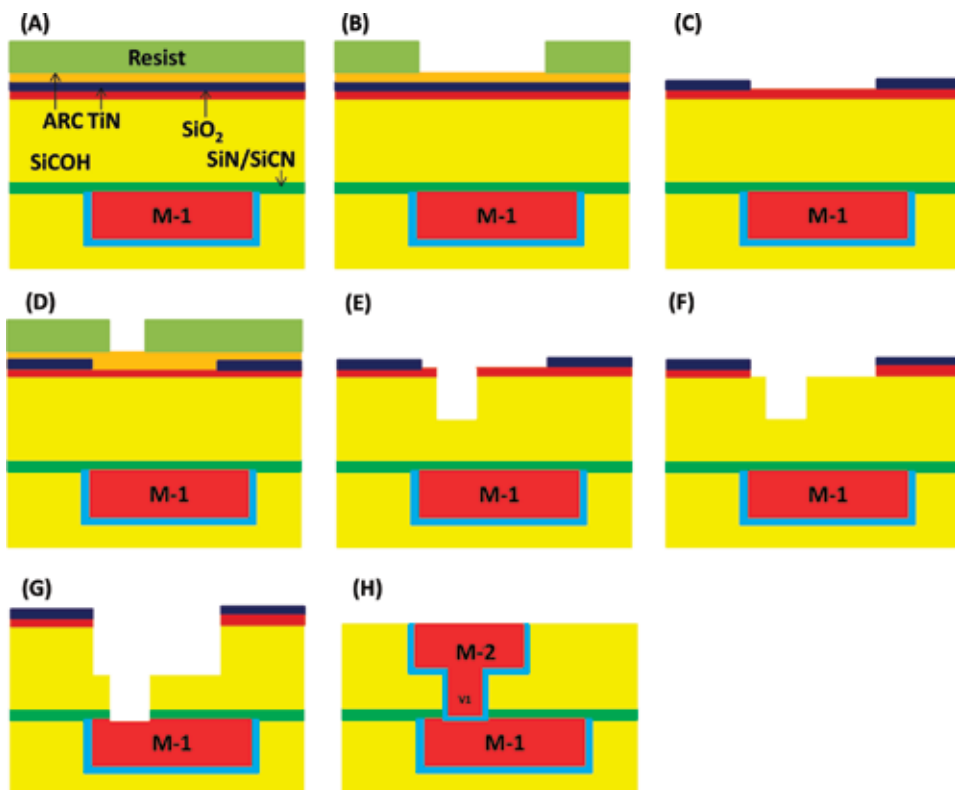 (A)
Resist
ARC TiN
SiO2
SiCOH
SiN/SiCN
M-1
(B)
M-1
(C)
M-1
(D)
M-1
(E)
M-1
(F)
M-1
(G)
M-1
(H)
M-2
V1
M-1